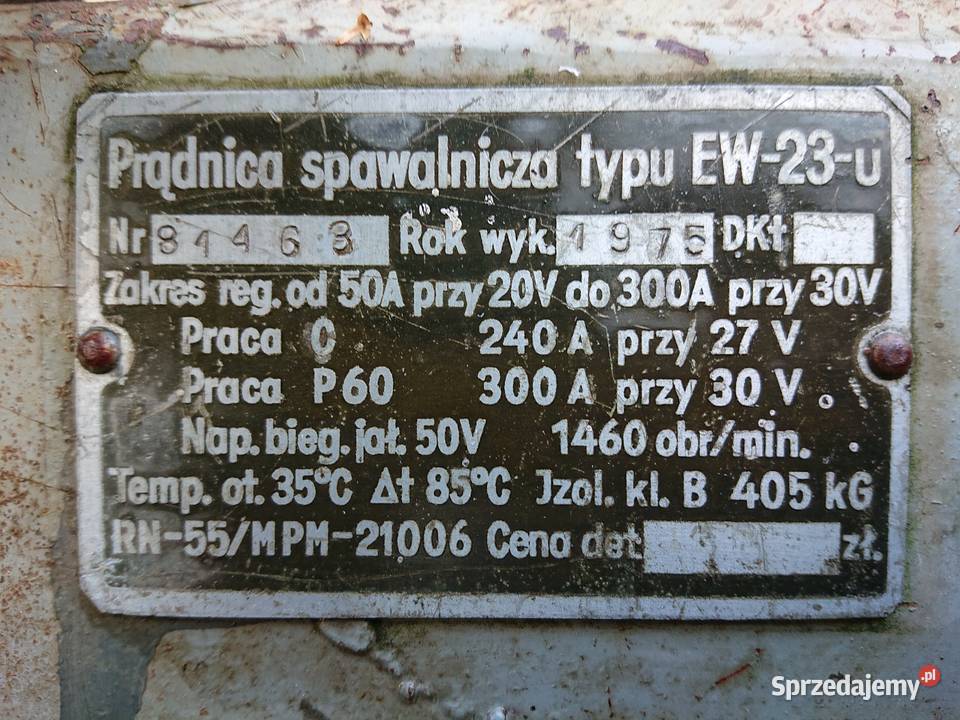 Prądnica spawalnicza typu EW-23-u
Nr 81463 Rok wyk. 1975 DKt
Zakres reg. od 50A przy 20V do 300A przy 30V
Praca C 240 A przy 27 V
Praca P60 300 A przy 30 V
Nap. bieg. jał. 50V 1460 obr/min.
Temp. ot. 35°C Δt 85°C Jzol. kl. B 405 kG
RN-55/MPM-21006 Cena det zł.
Sprzedajemy.pl